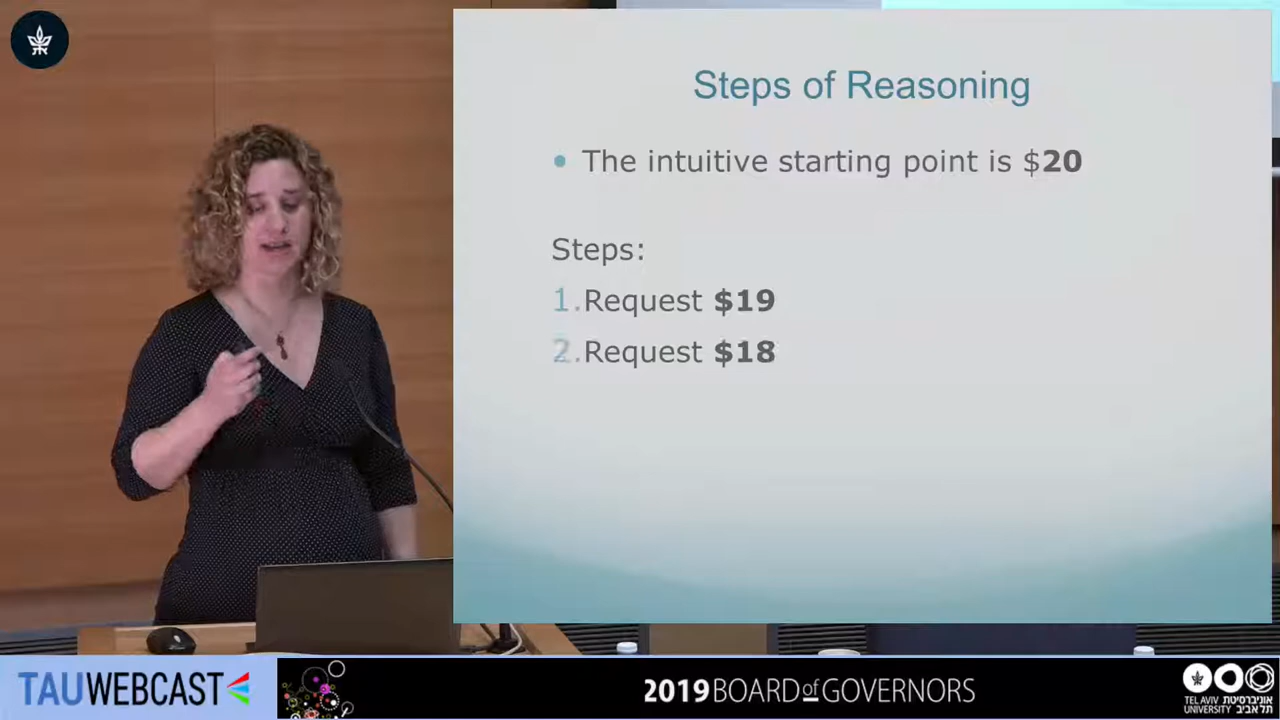 Steps of Reasoning
• The intuitive starting point is $20
Steps:
1.Request $19
2.Request $18
TAUWEBCAST
2019 BOARD of GOVERNORS
TEL AVIV אוניברסיטת
UNIVERSITY תל אביב